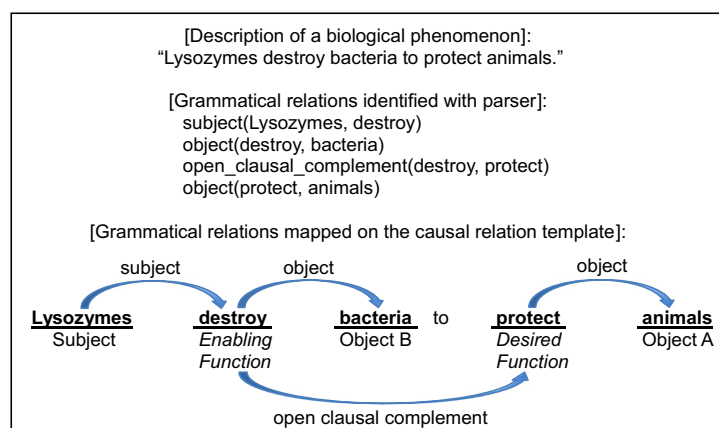 [Description of a biological phenomenon]:
“Lysozymes destroy bacteria to protect animals.”
[Grammatical relations identified with parser]:
subject(Lysozymes, destroy)
object(destroy, bacteria)
open_clausal_complement(destroy, protect)
object(protect, animals)
[Grammatical relations mapped on the causal relation template]:
subject object object
Lysozymes destroy bacteria to protect animals
Subject Enabling Object B Desired Object A
Function Function
open clausal complement